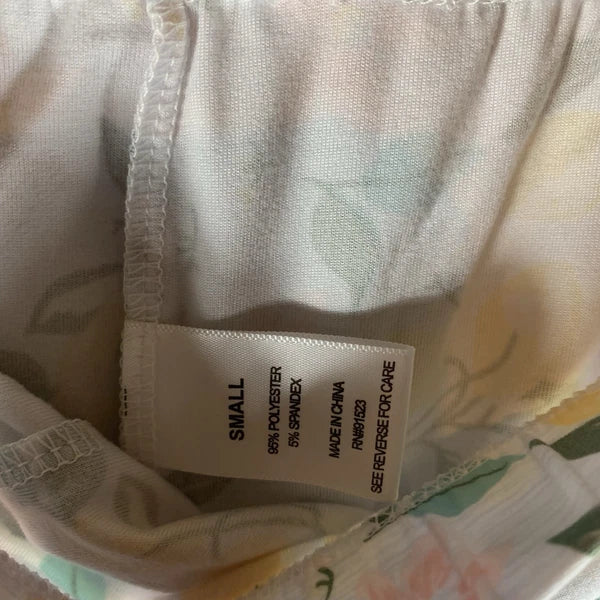 SMALL
95% POLYESTER
5% SPANDEX
MADE IN CHINA
RN#91523
SEE REVERSE FOR CARE